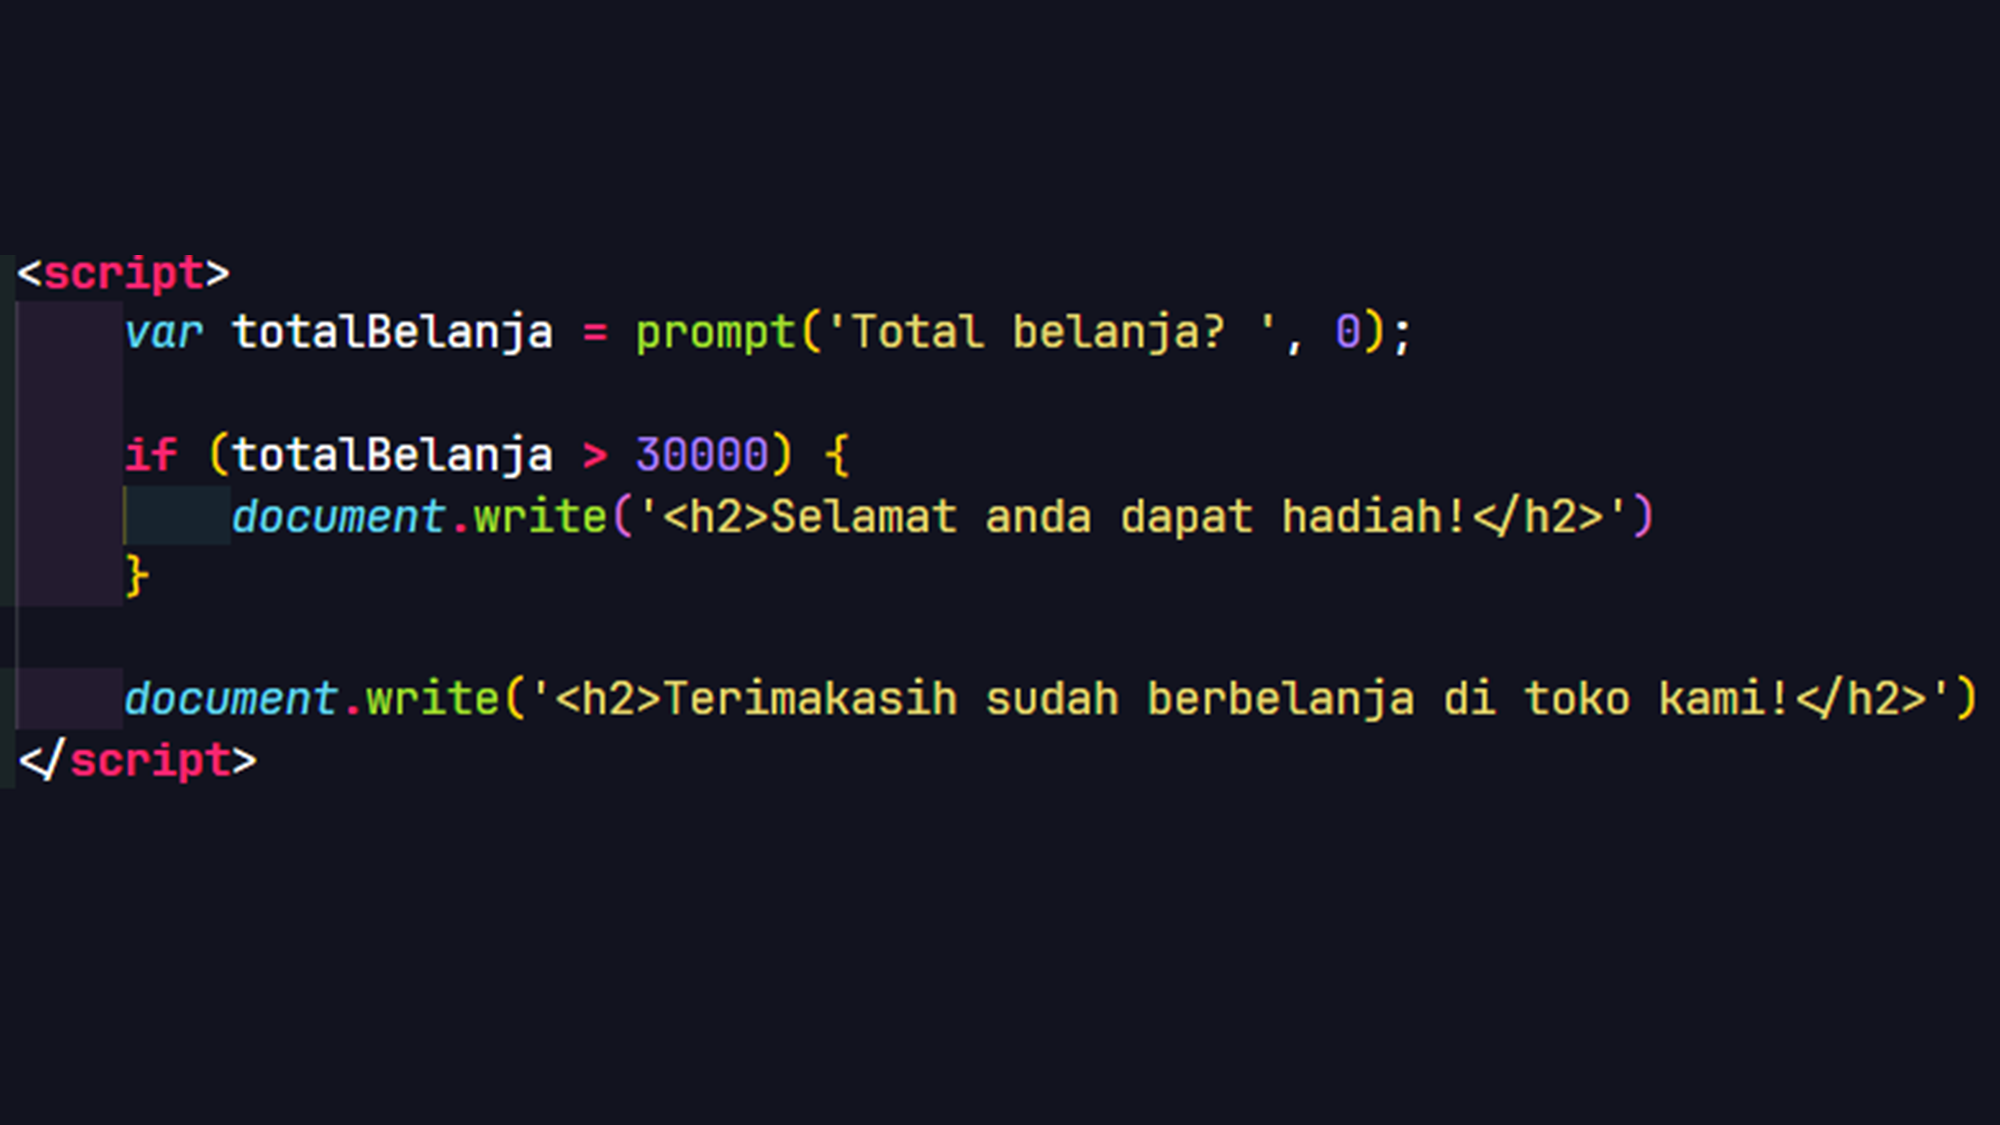 <script>
var totalBelanja = prompt('Total belanja? ', 0);
if (totalBelanja > 30000) {
document.write('<h2>Selamat anda dapat hadiah!</h2>')
}
document.write('<h2>Terimakasih sudah berbelanja di toko kami!</h2>')
</script>